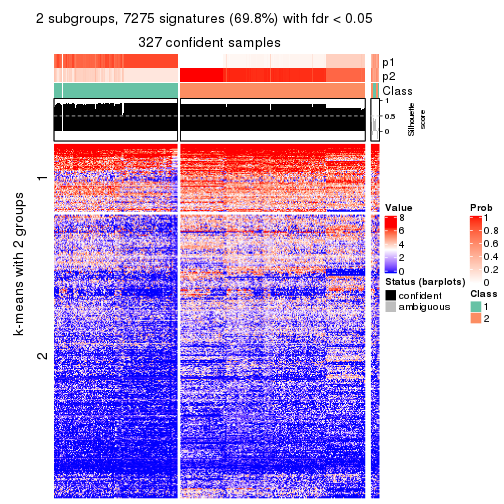 2 subgroups, 7275 signatures (69.8%) with fdr < 0.05
327 confident samples
p1
p2
Class
1
0.5
0
Silhouette
score
k-means with 2 groups
1
2
Value
8
6
4
2
0
Prob
1
0.8
0.6
0.4
0.2
0
Status (barplots)
confident
ambiguous
Class
1
2